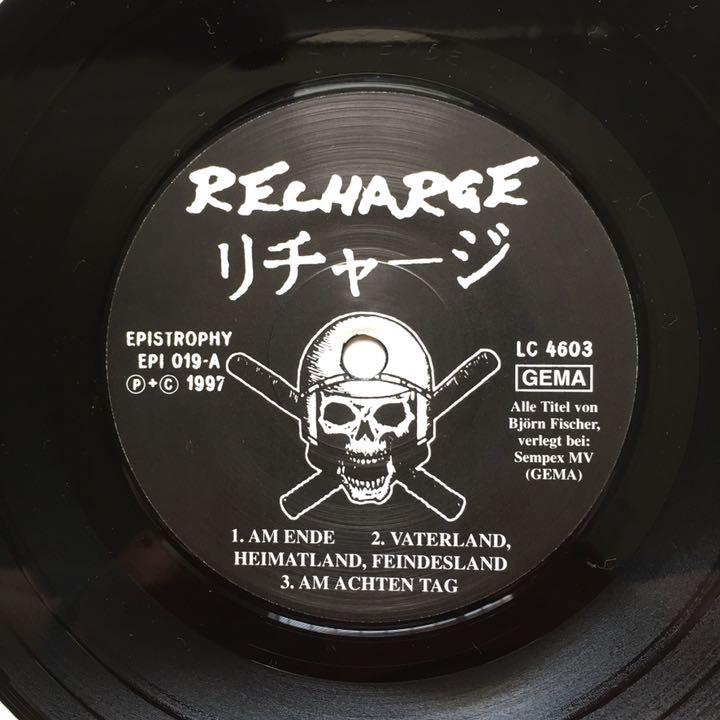 RECHARGE
リチャージ
EPISTROPHY
EPI 019-A
Ⓟ+© 1997
LC 4603
GEMA
Alle Titel von
Björn Fischer,
verlegt bei:
Sempex MV
(GEMA)
1. AM ENDE 2. VATERLAND,
HEIMATLAND, FEINDESLAND
3. AM ACHTEN TAG